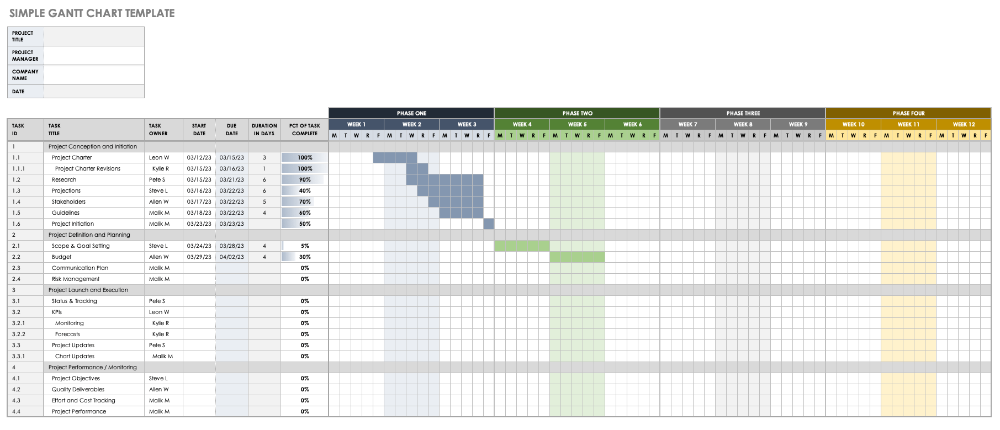 SIMPLE GANTT CHART TEMPLATE
PROJECT
TITLE
PROJECT
MANAGER
COMPANY
NAME
DATE
PHASE ONE PHASE TWO PHASE THREE PHASE FOUR
TASK ID TASK TITLE TASK OWNER START DATE DUE DATE DURATION IN DAYS PCT OF TASK COMPLETE WEEK 1 WEEK 2 WEEK 3 WEEK 4 WEEK 5 WEEK 6 WEEK 7 WEEK 8 WEEK 9 WEEK 10 WEEK 11 WEEK 12
M T W R F M T W R F M T W R F M T W R F M T W R F M T W R F M T W R F M T W R F M T W R F M T W R F M T W R F M T W R F
1 Project Conception and Initiation
1.1 Project Charter Leon W 03/12/23 03/15/23 3 100%
1.1.1 Project Charter Revisions Kylie R 03/15/23 03/16/23 1 100%
1.2 Research Pete S 03/15/23 03/21/23 6 90%
1.3 Projections Steve L 03/16/23 03/22/23 6 40%
1.4 Stakeholders Allen W 03/17/23 03/22/23 5 70%
1.5 Guidelines Malik M 03/18/23 03/22/23 4 60%
1.6 Project Initiation Malik M 03/23/23 03/23/23 50%
2 Project Definition and Planning
2.1 Scope & Goal Setting Steve L 03/24/23 03/28/23 4 5%
2.2 Budget Allen W 03/29/23 04/02/23 4 30%
2.3 Communication Plan Malik M 0%
2.4 Risk Management Malik M 0%
3 Project Launch and Execution
3.1 Status & Tracking Pete S 0%
3.2 KPIs Leon W 0%
3.2.1 Monitoring Kylie R 0%
3.2.2 Forecasts Kylie R 0%
3.3 Project Updates Pete S 0%
3.3.1 Chart Updates Malik M 0%
4 Project Performance / Monitoring
4.1 Project Objectives Steve L 0%
4.2 Quality Deliverables Allen W 0%
4.3 Effort and Cost Tracking Malik M 0%
4.4 Project Performance Malik M 0%